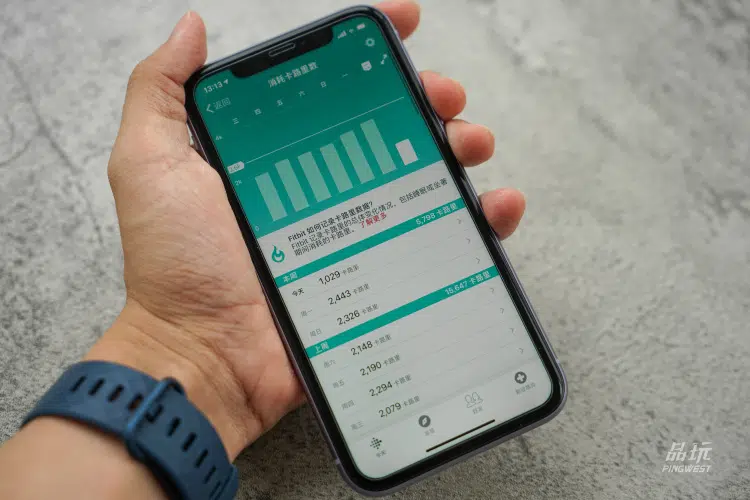 13:13
返回
消耗卡路里数
三 四 五 六 日 一
4k
2k
0
Fitbit 如何记录卡路里数据?
Fitbit 记录卡路里的总体变化情况，包括睡眠或坐着
期间消耗的卡路里。了解更多
本周 6,798 卡路里
今天 1,029 卡路里
周一 2,443 卡路里
周日 2,326 卡路里
上周 15,647 卡路里
周六 2,148 卡路里
周五 2,190 卡路里
周四 2,294 卡路里
周三 2,079 卡路里
品玩
PINGWEST